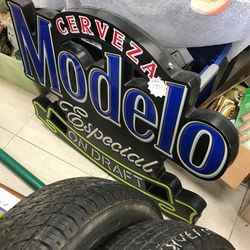 CERVEZA
Modelo
Especial
ON DRAFT